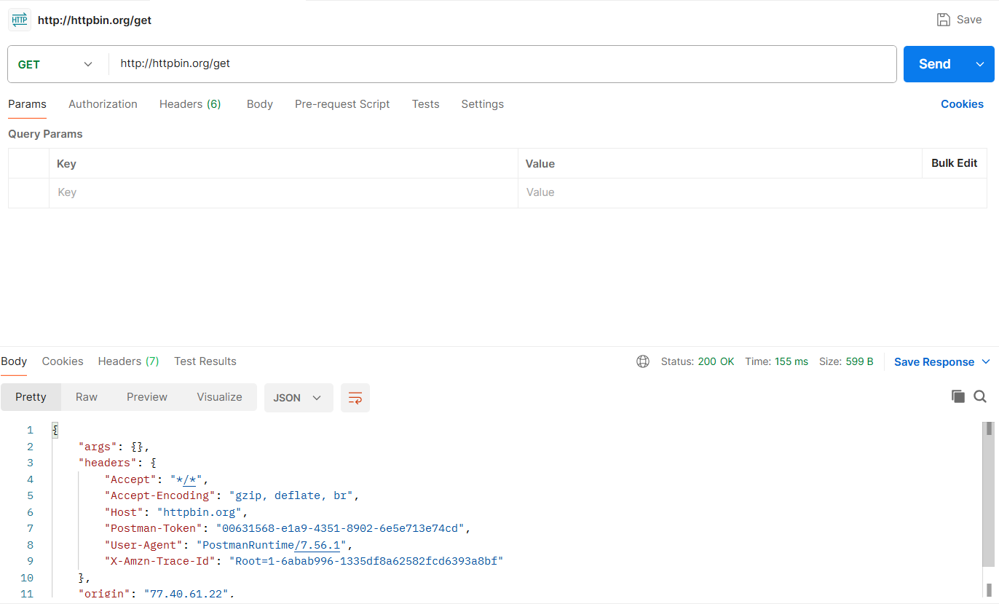 HTTP http://httpbin.org/get Save
GET http://httpbin.org/get Send
Params Authorization Headers (6) Body Pre-request Script Tests Settings Cookies
Query Params
Key Value Bulk Edit
Key Value
Body Cookies Headers (7) Test Results Status: 200 OK Time: 155 ms Size: 599 B Save Response
Pretty Raw Preview Visualize JSON
1 {
2 "args": {},
3 "headers": {
4 "Accept": "*/*",
5 "Accept-Encoding": "gzip, deflate, br",
6 "Host": "httpbin.org",
7 "Postman-Token": "00631568-e1a9-4351-8902-6e5e713e74cd",
8 "User-Agent": "PostmanRuntime/7.56.1",
9 "X-Amzn-Trace-Id": "Root=1-6abab996-1335df8a62582fcd6393a8bf"
10 },
11 "origin": "77.40.61.22",